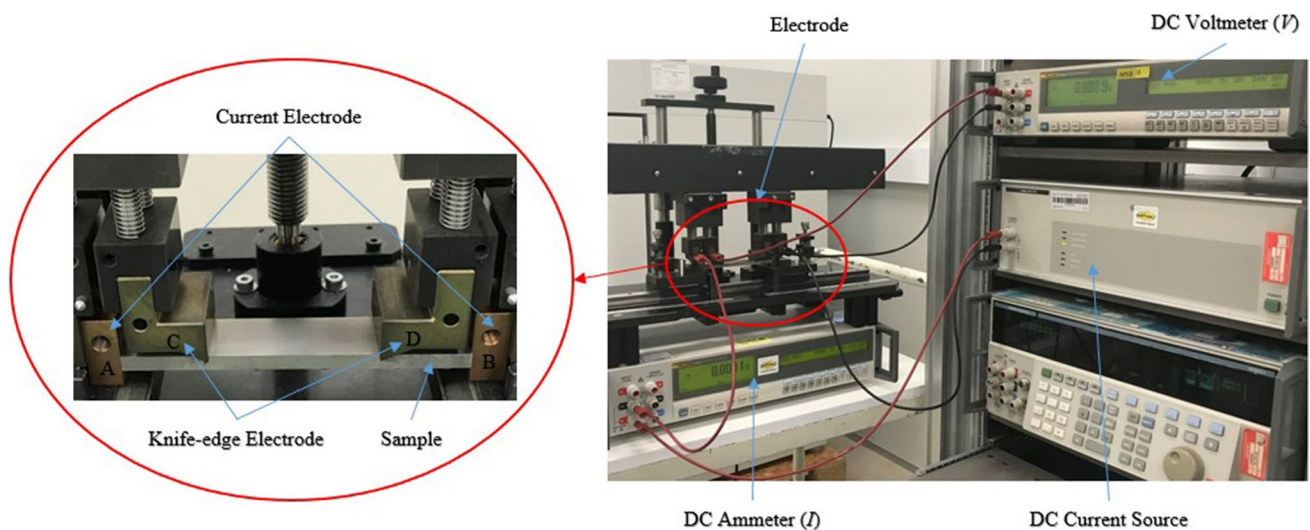 Electrode
DC Voltmeter (V)
Current Electrode
C
D
A
B
Knife-edge Electrode
Sample
DC Ammeter (I)
DC Current Source